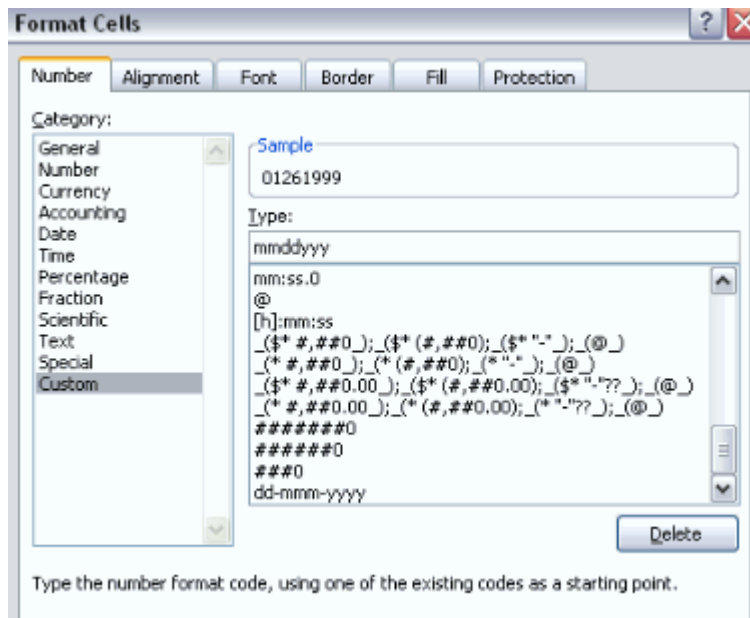 Format Cells
?
Number Alignment Font Border Fill Protection
Category:
General
Number
Currency
Accounting
Date
Time
Percentage
Fraction
Scientific
Text
Special
Custom
Sample
01261999
Type:
mmddyyy
mm:ss.0
@
[h]:mm:ss
_($* #,##0_);_($* (#,##0);_($* "-"_);_(@_)
_(* #,##0_);_(* (#,##0);_(* "-"_);_(@_)
_($* #,##0.00_);_($* (#,##0.00);_($* "-"??_);_(@_)
_(* #,##0.00_);_(* (#,##0.00);_(* "-"??_);_(@_)
#######0
######0
###0
dd-mmm-yyyy
Delete
Type the number format code, using one of the existing codes as a starting point.